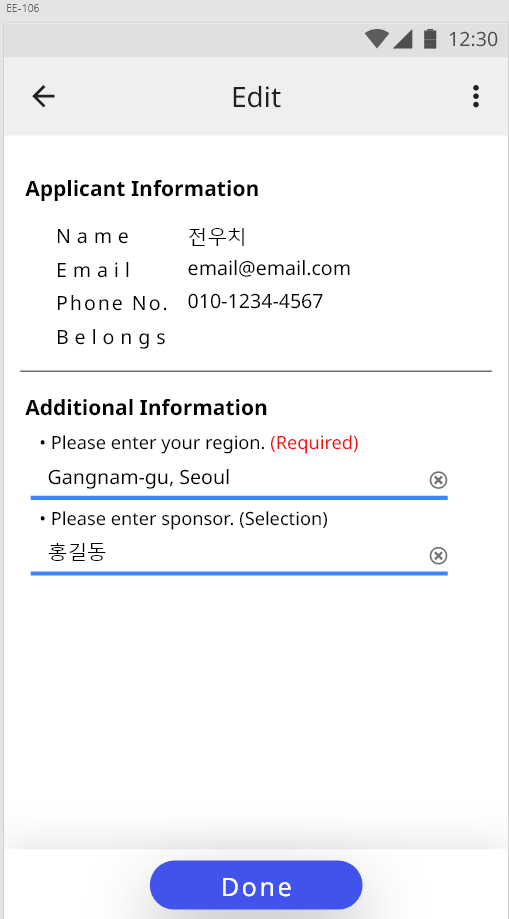 EE-106
12:30
Edit
Applicant Information
Name 전우치
Email email@email.com
Phone No. 010-1234-4567
Belongs
Additional Information
• Please enter your region. (Required)
Gangnam-gu, Seoul
• Please enter sponsor. (Selection)
홍길동
Done